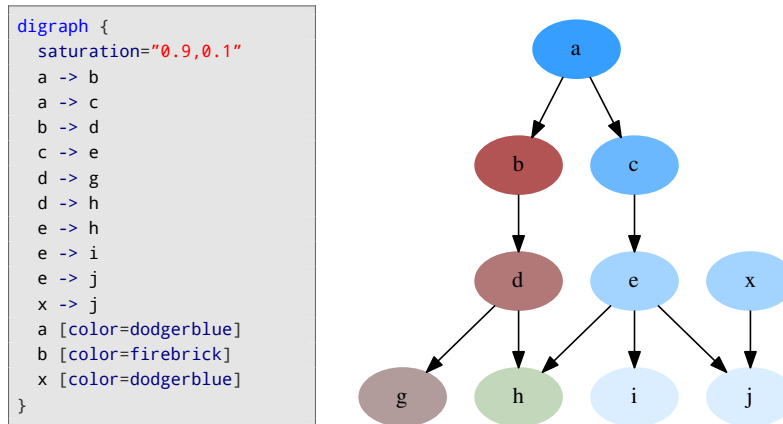 digraph {
saturation="0.9,0.1"
a -> b
a -> c
b -> d
c -> e
d -> g
d -> h
e -> h
e -> i
e -> j
x -> j
a [color=dodgerblue]
b [color=firebrick]
x [color=dodgerblue]
}
a
b c
d e x
g h i j